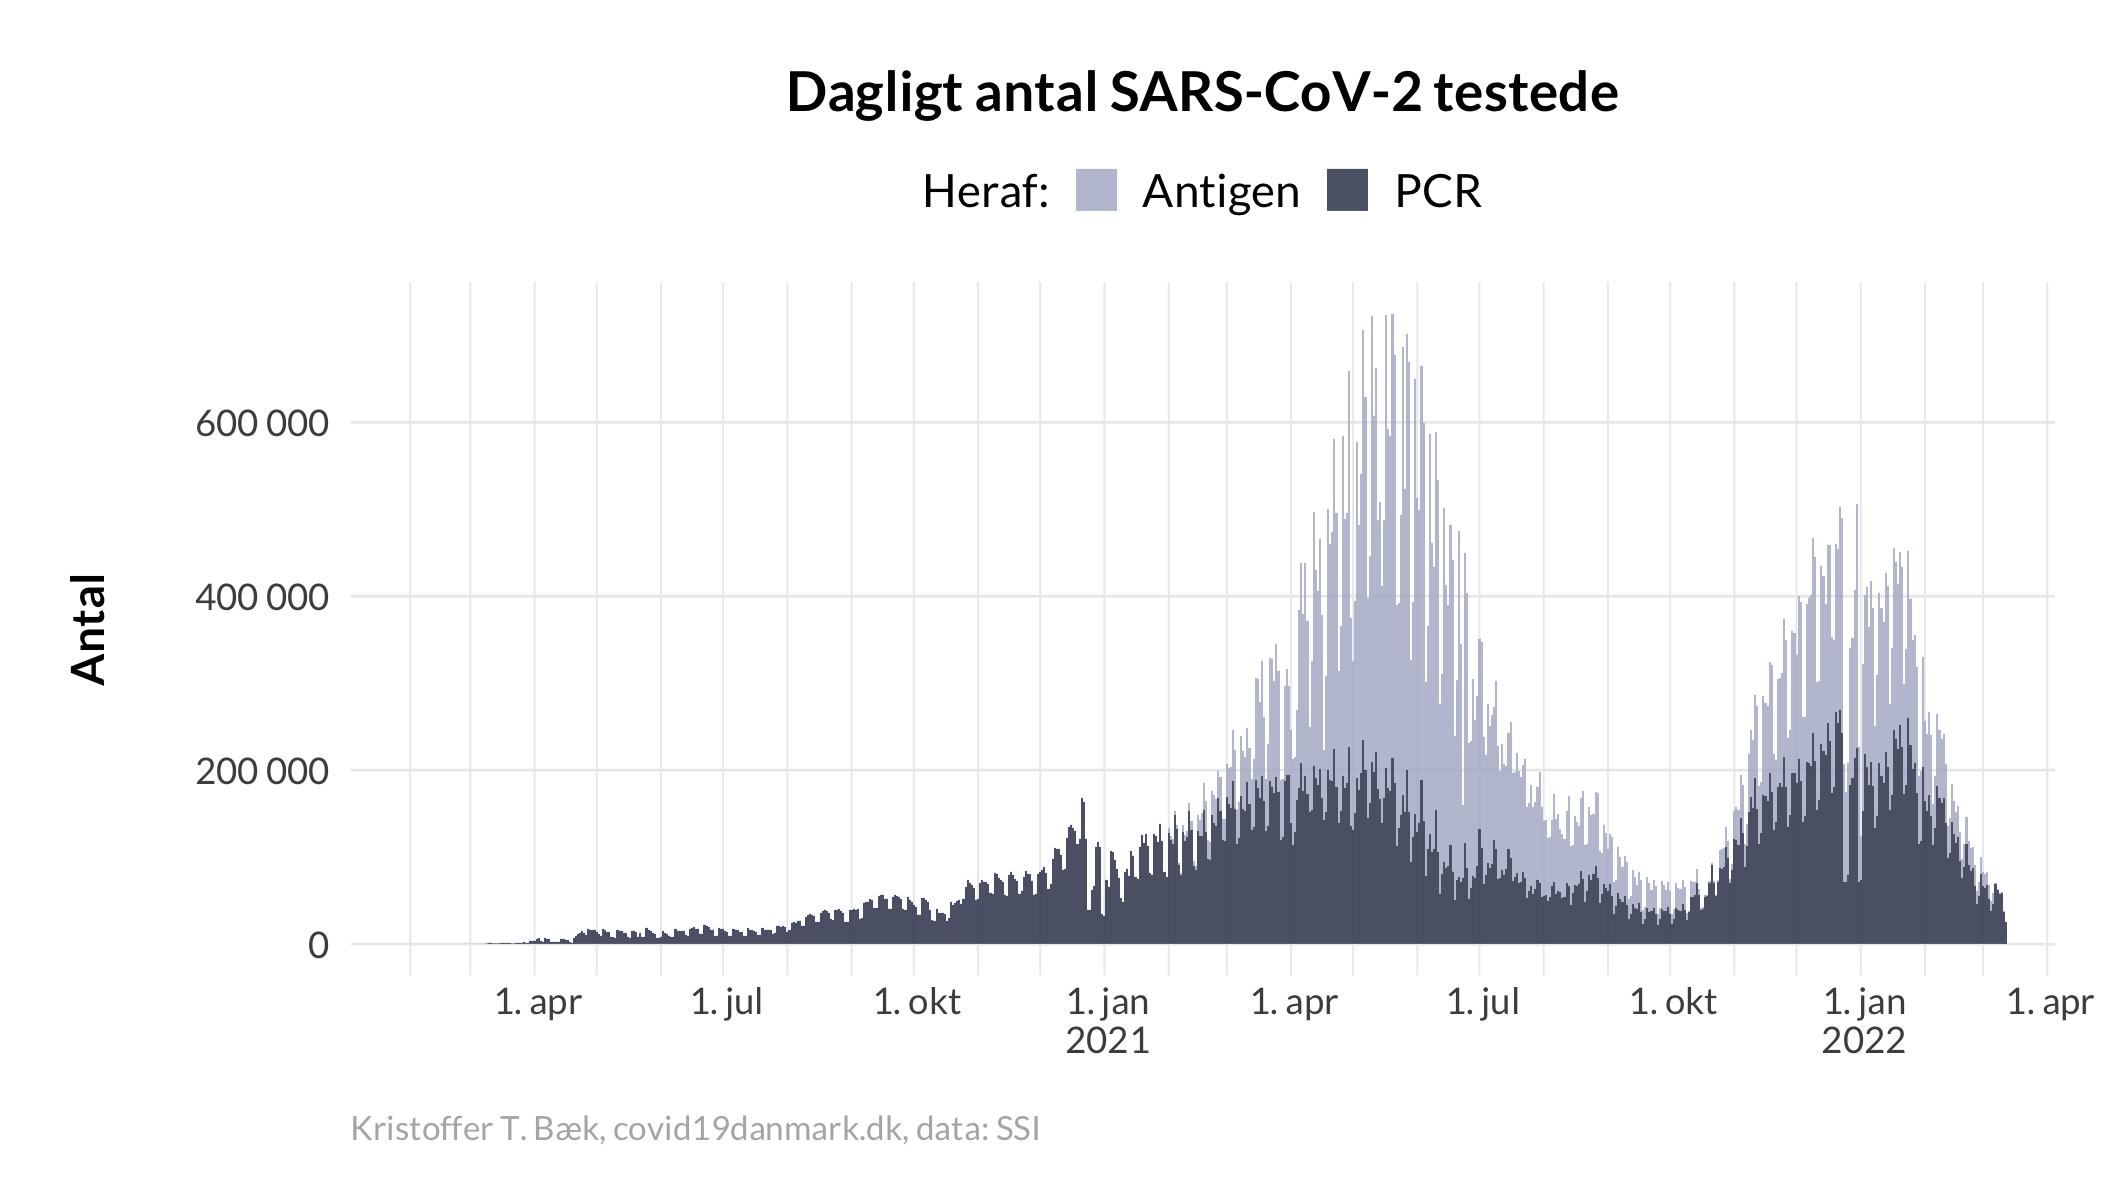 Dagligt antal SARS-CoV-2 testede
Heraf: Antigen PCR
Antal
600 000
400 000
200 000
0
1. apr 1. jul 1. okt 1. jan 1. apr 1. jul 1. okt 1. jan 1. apr
2021 2022
Kristoffer T. Bæk, covid19danmark.dk, data: SSI